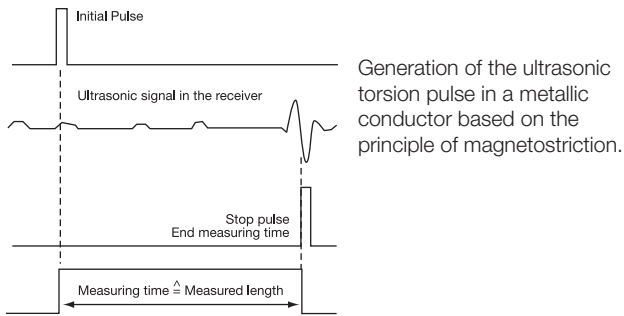 Initial Pulse
Ultrasonic signal in the receiver
Generation of the ultrasonic
torsion pulse in a metallic
conductor based on the
principle of magnetostriction.
Stop pulse
End measuring time
Measuring time ≙ Measured length